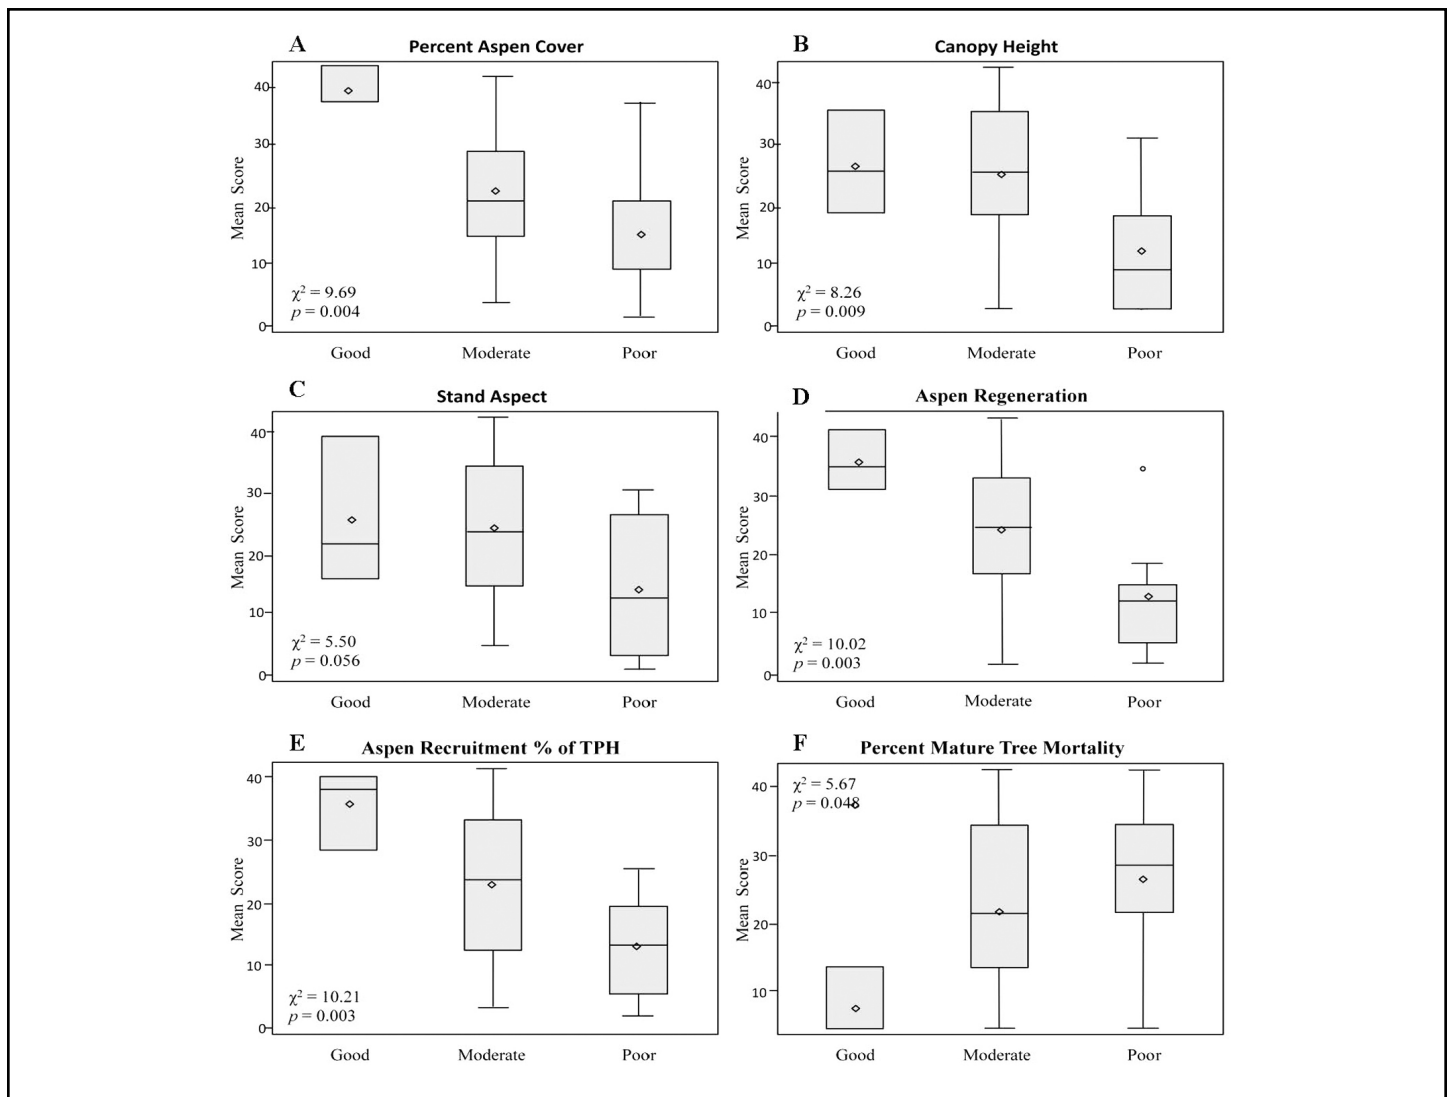 A Percent Aspen Cover
Mean Score
40
30
20
10
0
χ² = 9.69
p = 0.004
Good Moderate Poor
B Canopy Height
Mean Score
40
30
20
10
0
χ² = 8.26
p = 0.009
Good Moderate Poor
C Stand Aspect
Mean Score
40
30
20
10
0
χ² = 5.50
p = 0.056
Good Moderate Poor
D Aspen Regeneration
Mean Score
40
30
20
10
0
χ² = 10.02
p = 0.003
Good Moderate Poor
E Aspen Recruitment % of TPH
Mean Score
40
30
20
10
0
χ² = 10.21
p = 0.003
Good Moderate Poor
F Percent Mature Tree Mortality
χ² = 5.67
p = 0.048
Mean Score
40
30
20
10
Good Moderate Poor